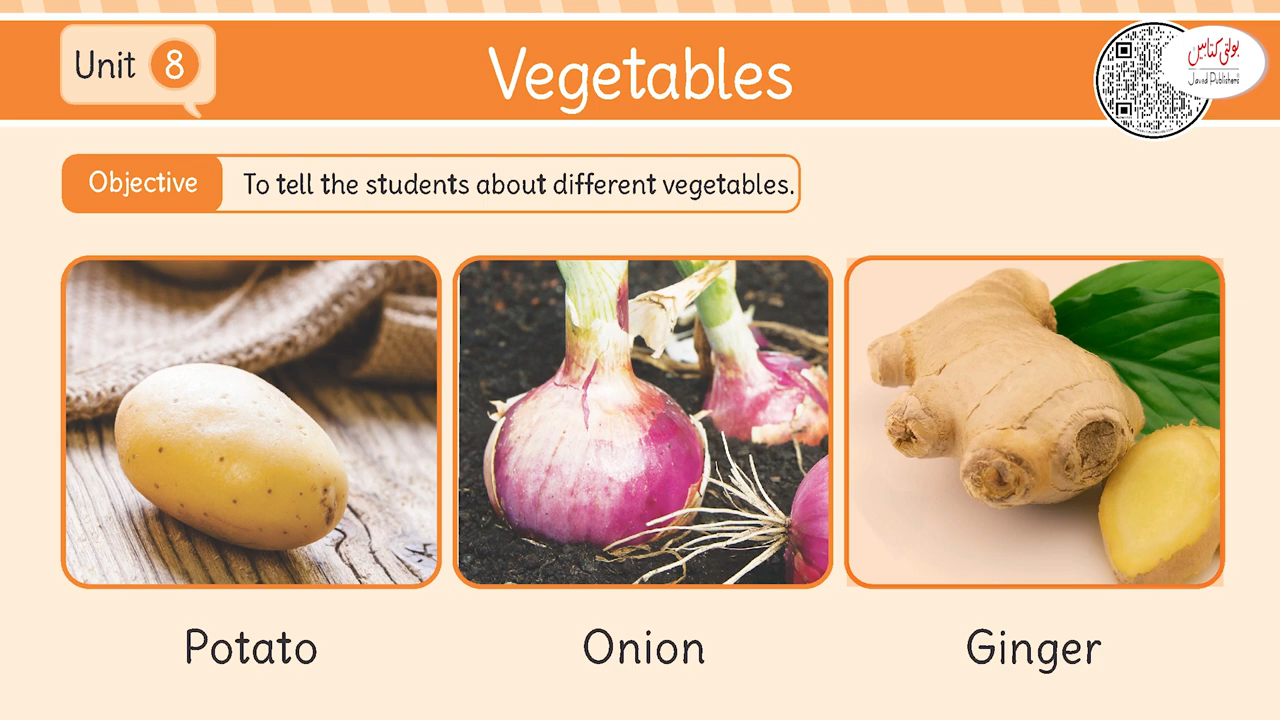 Unit 8
Vegetables
بولتی کتابیں
Javed Publishers
Objective
To tell the students about different vegetables.
Potato
Onion
Ginger